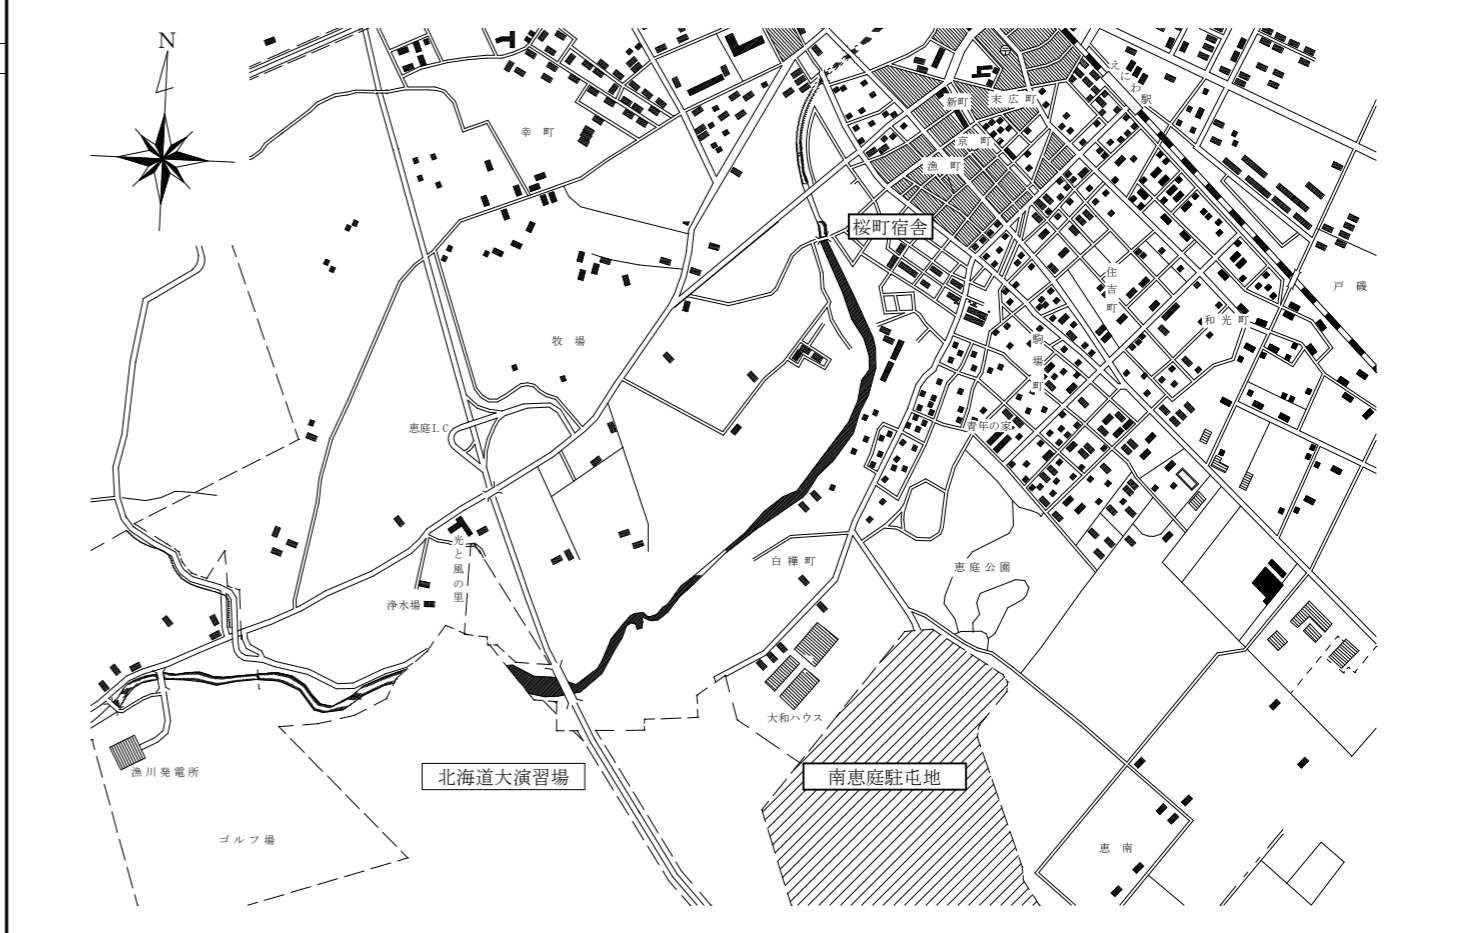 N
えにわ駅
新町
末広町
幸町
京町
漁町
桜町宿舎
住吉町
戸磯
和光町
牧場
駒場町
恵庭I.C
青年の家
光と風の里
白樺町
恵庭公園
浄水場
大和ハウス
漁川発電所
北海道大演習場
南恵庭駐屯地
ゴルフ場
恵南